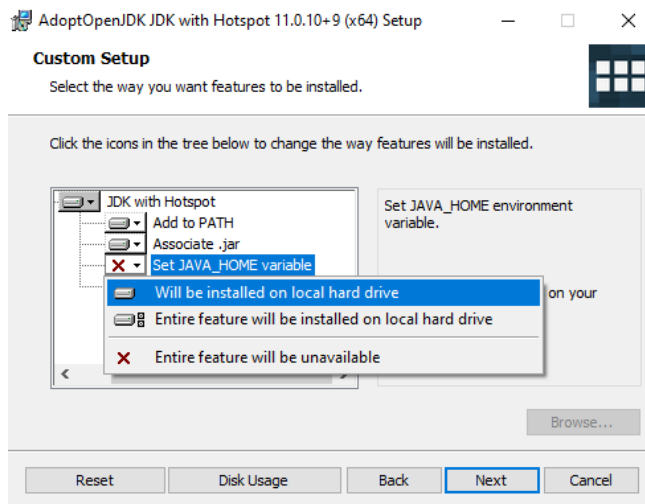 AdoptOpenJDK JDK with Hotspot 11.0.10+9 (x64) Setup
Custom Setup
Select the way you want features to be installed.
Click the icons in the tree below to change the way features will be installed.
JDK with Hotspot
Add to PATH
Associate .jar
Set JAVA_HOME variable
Set JAVA_HOME environment
variable.
Will be installed on local hard drive
on your
Entire feature will be installed on local hard drive
Entire feature will be unavailable
Browse...
Reset
Disk Usage
Back
Next
Cancel